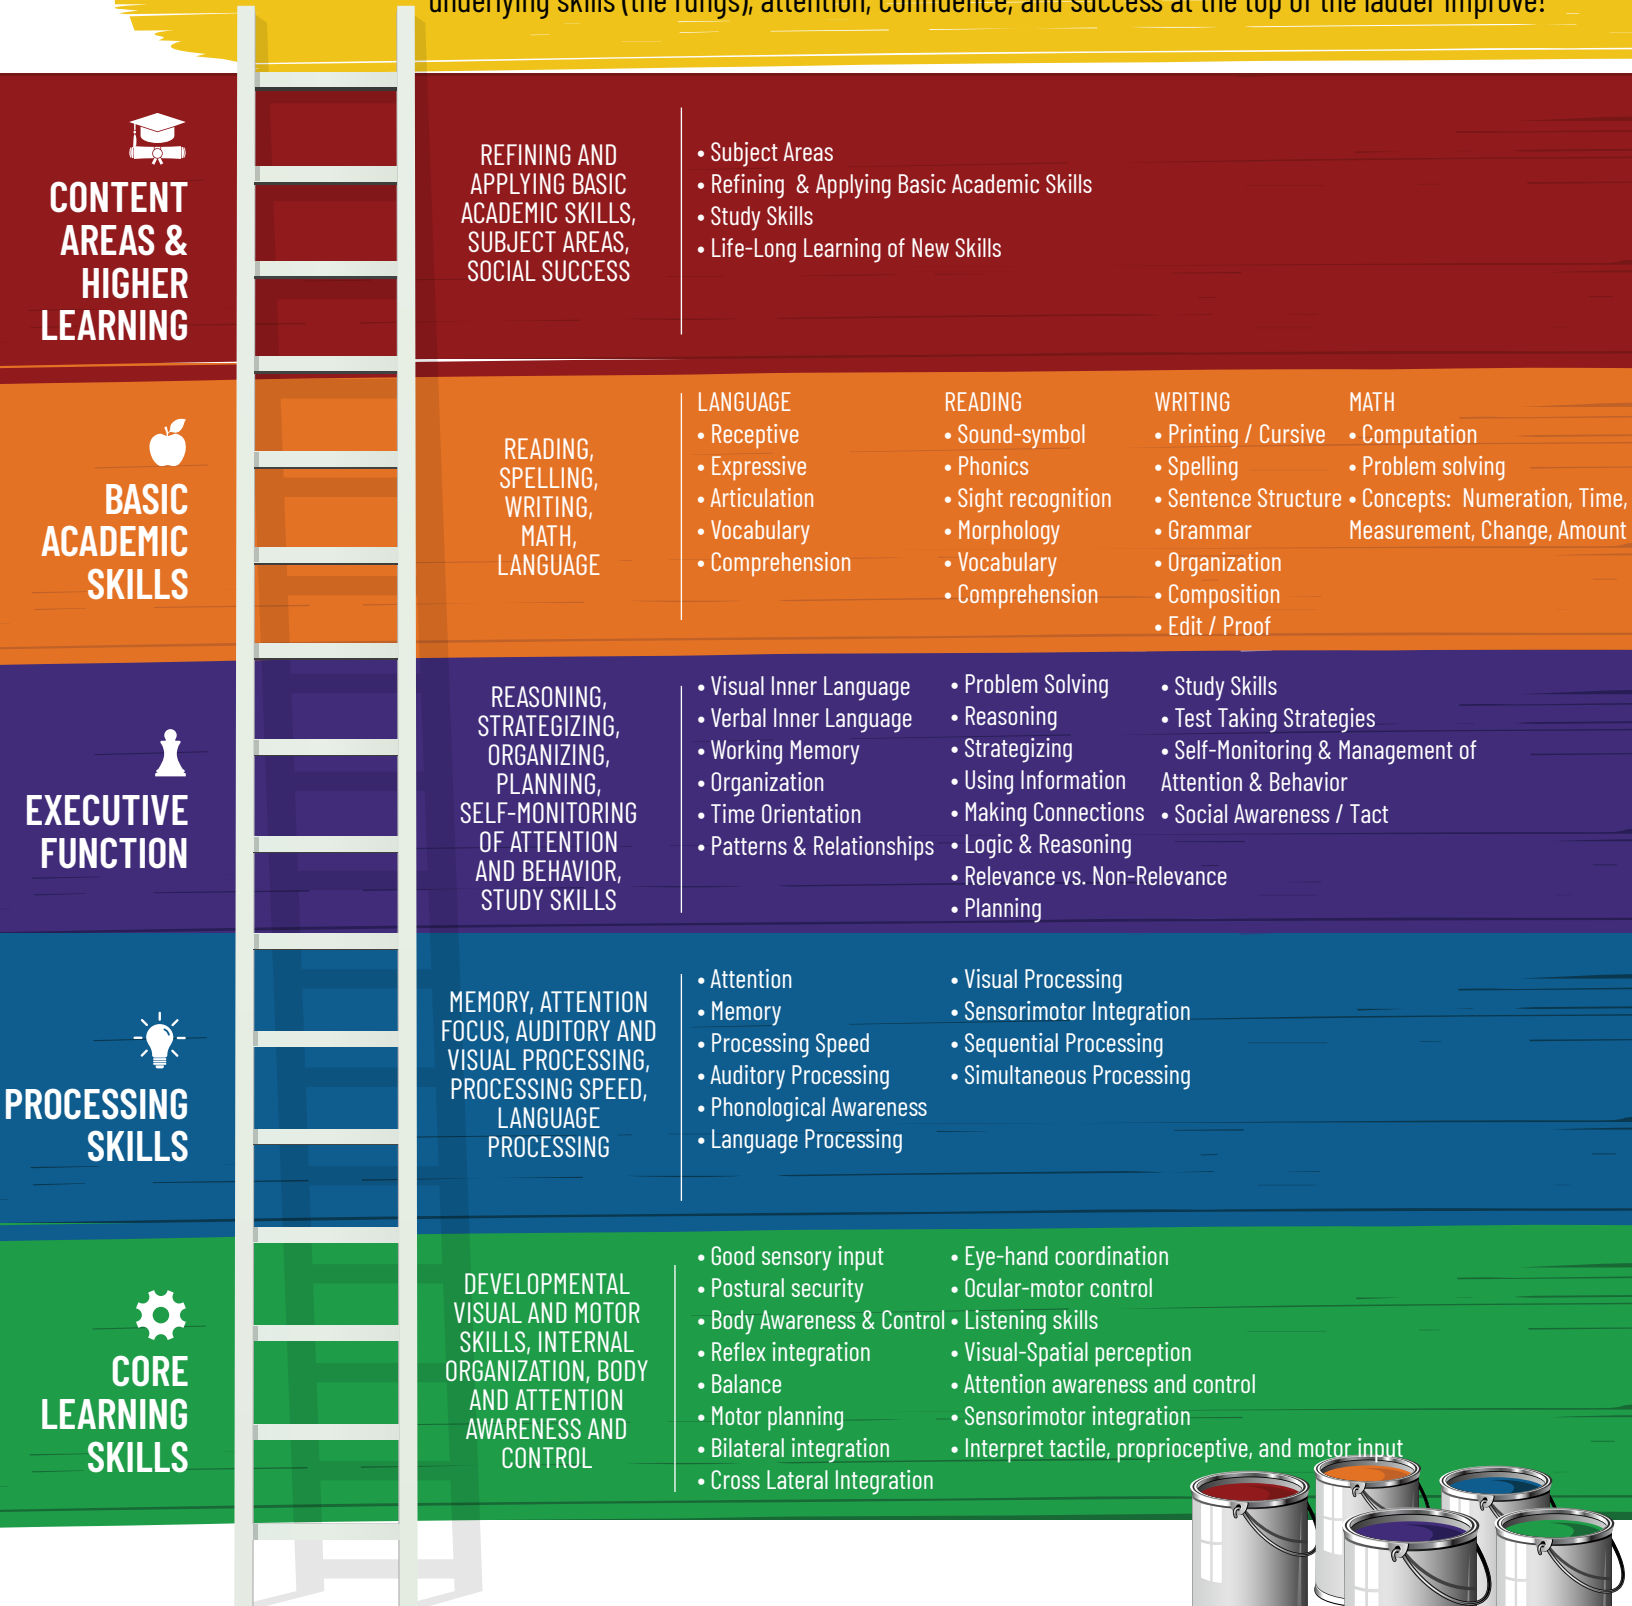 underlying skills (the rungs), attention, confidence, and success at the top of the ladder improve!
CONTENT
AREAS &
HIGHER
LEARNING
REFINING AND
APPLYING BASIC
ACADEMIC SKILLS,
SUBJECT AREAS,
SOCIAL SUCCESS
• Subject Areas
• Refining & Applying Basic Academic Skills
• Study Skills
• Life-Long Learning of New Skills
BASIC
ACADEMIC
SKILLS
READING,
SPELLING,
WRITING,
MATH,
LANGUAGE
LANGUAGE
• Receptive
• Expressive
• Articulation
• Vocabulary
• Comprehension
READING
• Sound-symbol
• Phonics
• Sight recognition
• Morphology
• Vocabulary
• Comprehension
WRITING
• Printing / Cursive
• Spelling
• Sentence Structure
• Grammar
• Organization
• Composition
• Edit / Proof
MATH
• Computation
• Problem solving
• Concepts: Numeration, Time,
Measurement, Change, Amount
EXECUTIVE
FUNCTION
REASONING,
STRATEGIZING,
ORGANIZING,
PLANNING,
SELF-MONITORING
OF ATTENTION
AND BEHAVIOR,
STUDY SKILLS
• Visual Inner Language
• Verbal Inner Language
• Working Memory
• Organization
• Time Orientation
• Patterns & Relationships
• Problem Solving
• Reasoning
• Strategizing
• Using Information
• Making Connections
• Logic & Reasoning
• Relevance vs. Non-Relevance
• Planning
• Study Skills
• Test Taking Strategies
• Self-Monitoring & Management of
Attention & Behavior
• Social Awareness / Tact
PROCESSING
SKILLS
MEMORY, ATTENTION
FOCUS, AUDITORY AND
VISUAL PROCESSING,
PROCESSING SPEED,
LANGUAGE
PROCESSING
• Attention
• Memory
• Processing Speed
• Auditory Processing
• Phonological Awareness
• Language Processing
• Visual Processing
• Sensorimotor Integration
• Sequential Processing
• Simultaneous Processing
CORE
LEARNING
SKILLS
DEVELOPMENTAL
VISUAL AND MOTOR
SKILLS, INTERNAL
ORGANIZATION, BODY
AND ATTENTION
AWARENESS AND
CONTROL
• Good sensory input
• Postural security
• Body Awareness & Control
• Reflex integration
• Balance
• Motor planning
• Bilateral integration
• Cross Lateral Integration
• Eye-hand coordination
• Ocular-motor control
• Listening skills
• Visual-Spatial perception
• Attention awareness and control
• Sensorimotor integration
• Interpret tactile, proprioceptive, and motor input